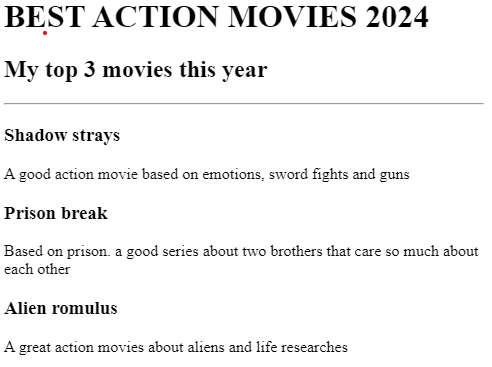 BEST ACTION MOVIES 2024
My top 3 movies this year
Shadow strays
A good action movie based on emotions, sword fights and guns
Prison break
Based on prison. a good series about two brothers that care so much about
each other
Alien romulus
A great action movies about aliens and life researches